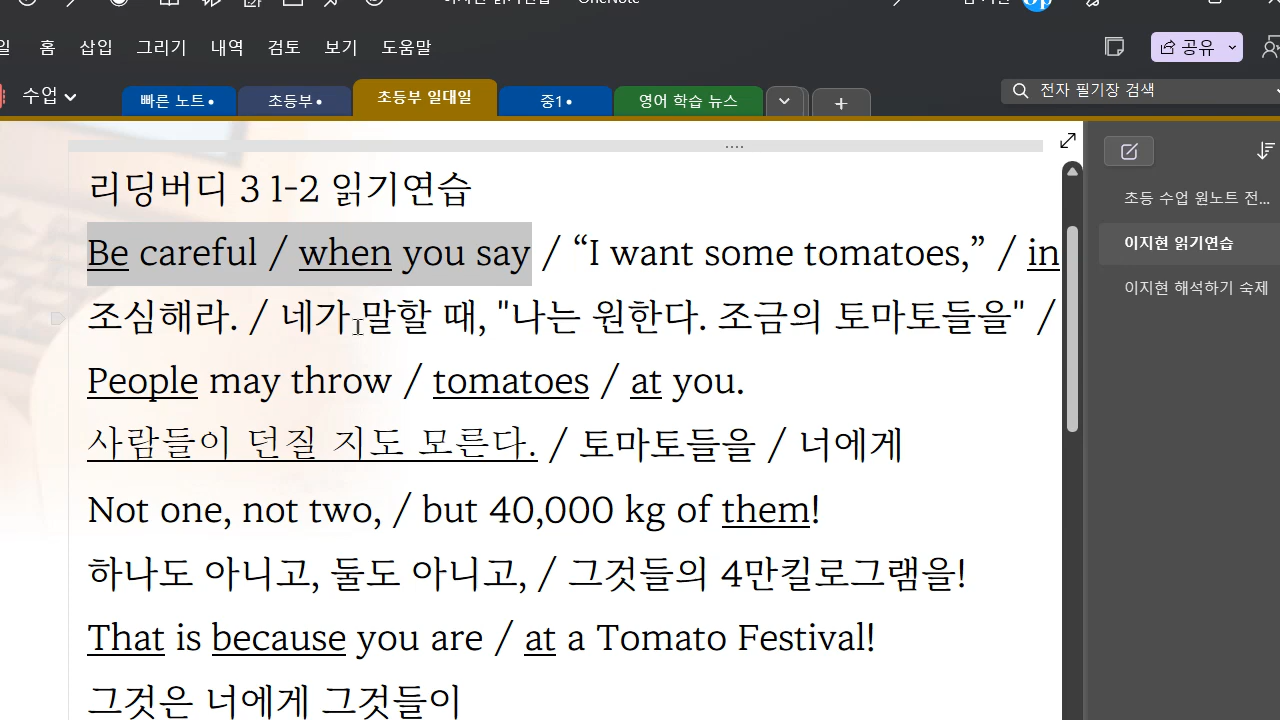 이지현 읽기연습 - OneNote
홈 삽입 그리기 내역 검토 보기 도움말
공유
수업 빠른 노트• 초등부• 초등부 일대일 중1• 영어 학습 뉴스 + 전자 필기장 검색
리딩버디 3 1-2 읽기연습
Be careful / when you say / “I want some tomatoes,” / in
조심해라. / 네가 말할 때, "나는 원한다. 조금의 토마토들을" /
People may throw / tomatoes / at you.
사람들이 던질 지도 모른다. / 토마토들을 / 너에게
Not one, not two, / but 40,000 kg of them!
하나도 아니고, 둘도 아니고, / 그것들의 4만킬로그램을!
That is because you are / at a Tomato Festival!
그것은 너에게 그것들이
초등 수업 원노트 전...
이지현 읽기연습
이지현 해석하기 숙제